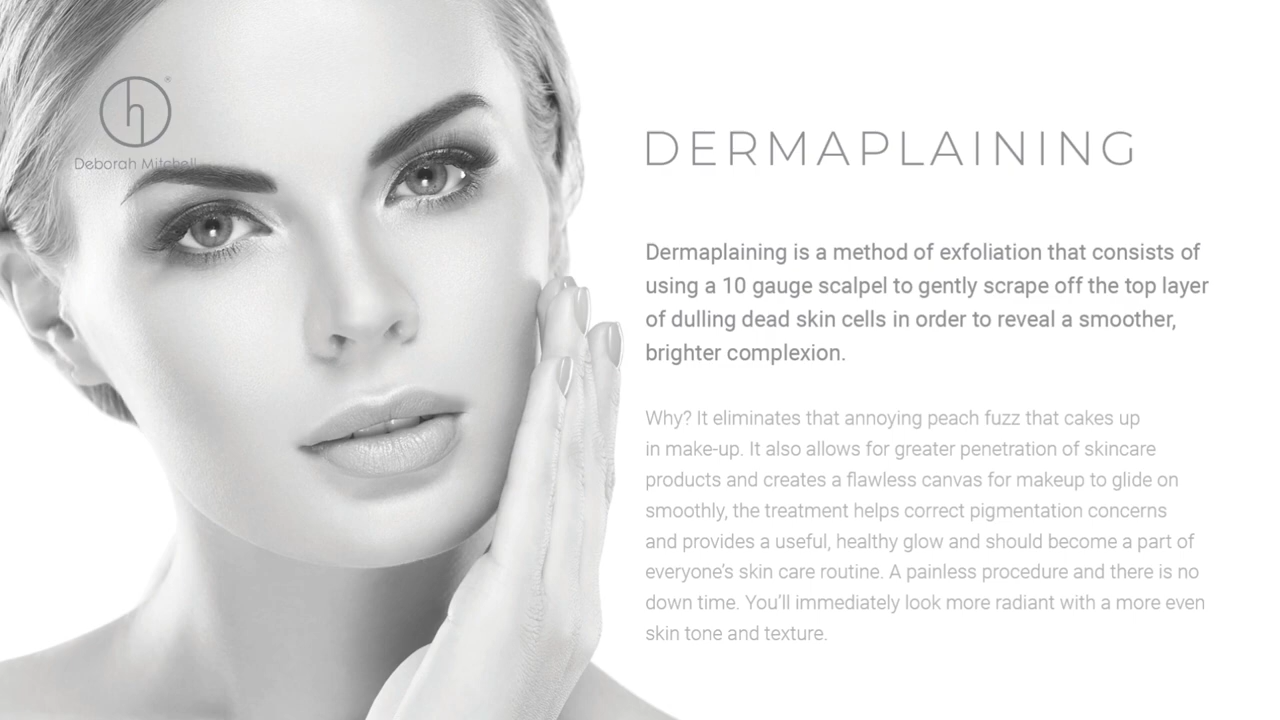 Deborah Mitchell
DERMAPLAINING
Dermaplaining is a method of exfoliation that consists of
using a 10 gauge scalpel to gently scrape off the top layer
of dulling dead skin cells in order to reveal a smoother,
brighter complexion.
Why? It eliminates that annoying peach fuzz that cakes up
in make-up. It also allows for greater penetration of skincare
products and creates a flawless canvas for makeup to glide on
smoothly, the treatment helps correct pigmentation concerns
and provides a useful, healthy glow and should become a part of
everyone’s skin care routine. A painless procedure and there is no
down time. You’ll immediately look more radiant with a more even
skin tone and texture.